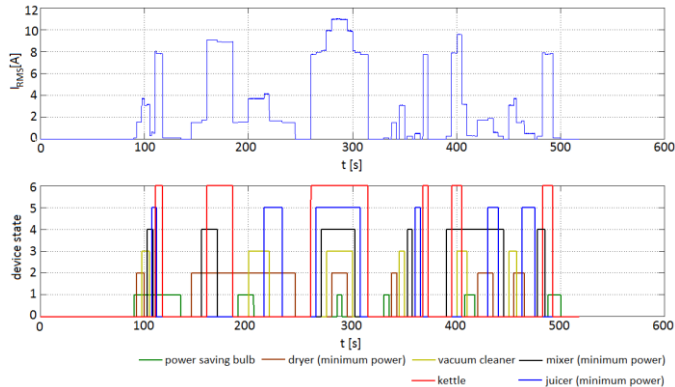 12
10
8
6
4
2
0
I_RMS[A]
0 100 200 300 400 500 600
t [s]
6
5
4
3
2
1
0
device state
0 100 200 300 400 500 600
t [s]
power saving bulb dryer (minimum power) vacuum cleaner mixer (minimum power)
kettle juicer (minimum power)